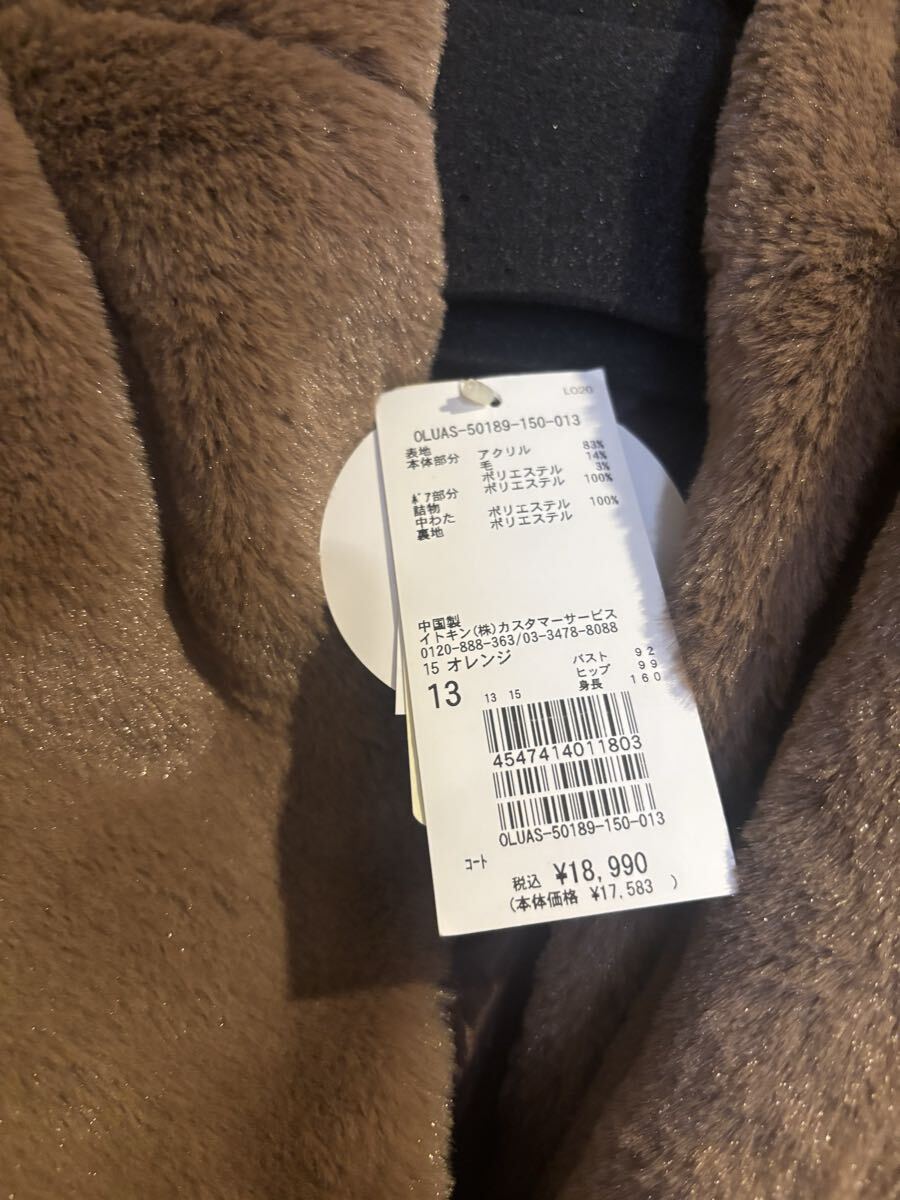 LO20
OLUAS-50189-150-013
表地
本体部分 アクリル 83%
毛 14%
ポリエステル 3%
ﾎﾞｱ部分 ポリエステル 100%
詰物
中わた ポリエステル 100%
裏地 ポリエステル
中国製
イトキン(株)カスタマーサービス
0120-888-363/03-3478-8088
15 オレンジ
バスト 92
ヒップ 99
身長 160
13 13 15
4547414011803
OLUAS-50189-150-013
ｺｰﾄ
税込 ¥18,990
(本体価格 ¥17,583 )